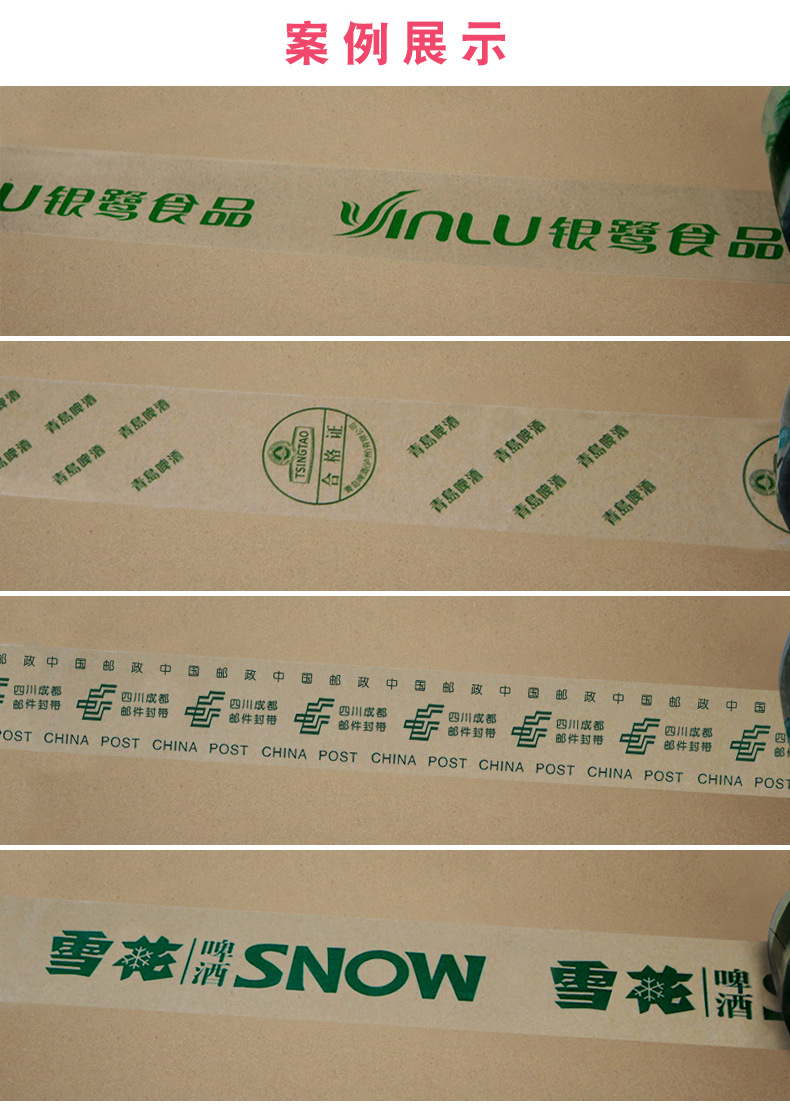 案例展示
LU银鹭食品
YINLU银鹭食品
青島啤酒 青島啤酒
青島啤酒 青島啤酒
TSINGTAO
合格证
青島啤酒 青島啤酒 青島啤酒
青島啤酒 青島啤酒 青島啤酒
邮政中国邮政中国邮政中国邮政中国邮政中国邮政中国邮政中国
四川成都 四川成都 四川成都 四川成都 四川成都 四川成都
邮件封带 邮件封带 邮件封带 邮件封带 邮件封带 邮件封带
POST CHINA POST CHINA POST CHINA POST CHINA POST CHINA POST CHINA POST CHINA POST
雪花啤酒SNOW
雪花啤酒